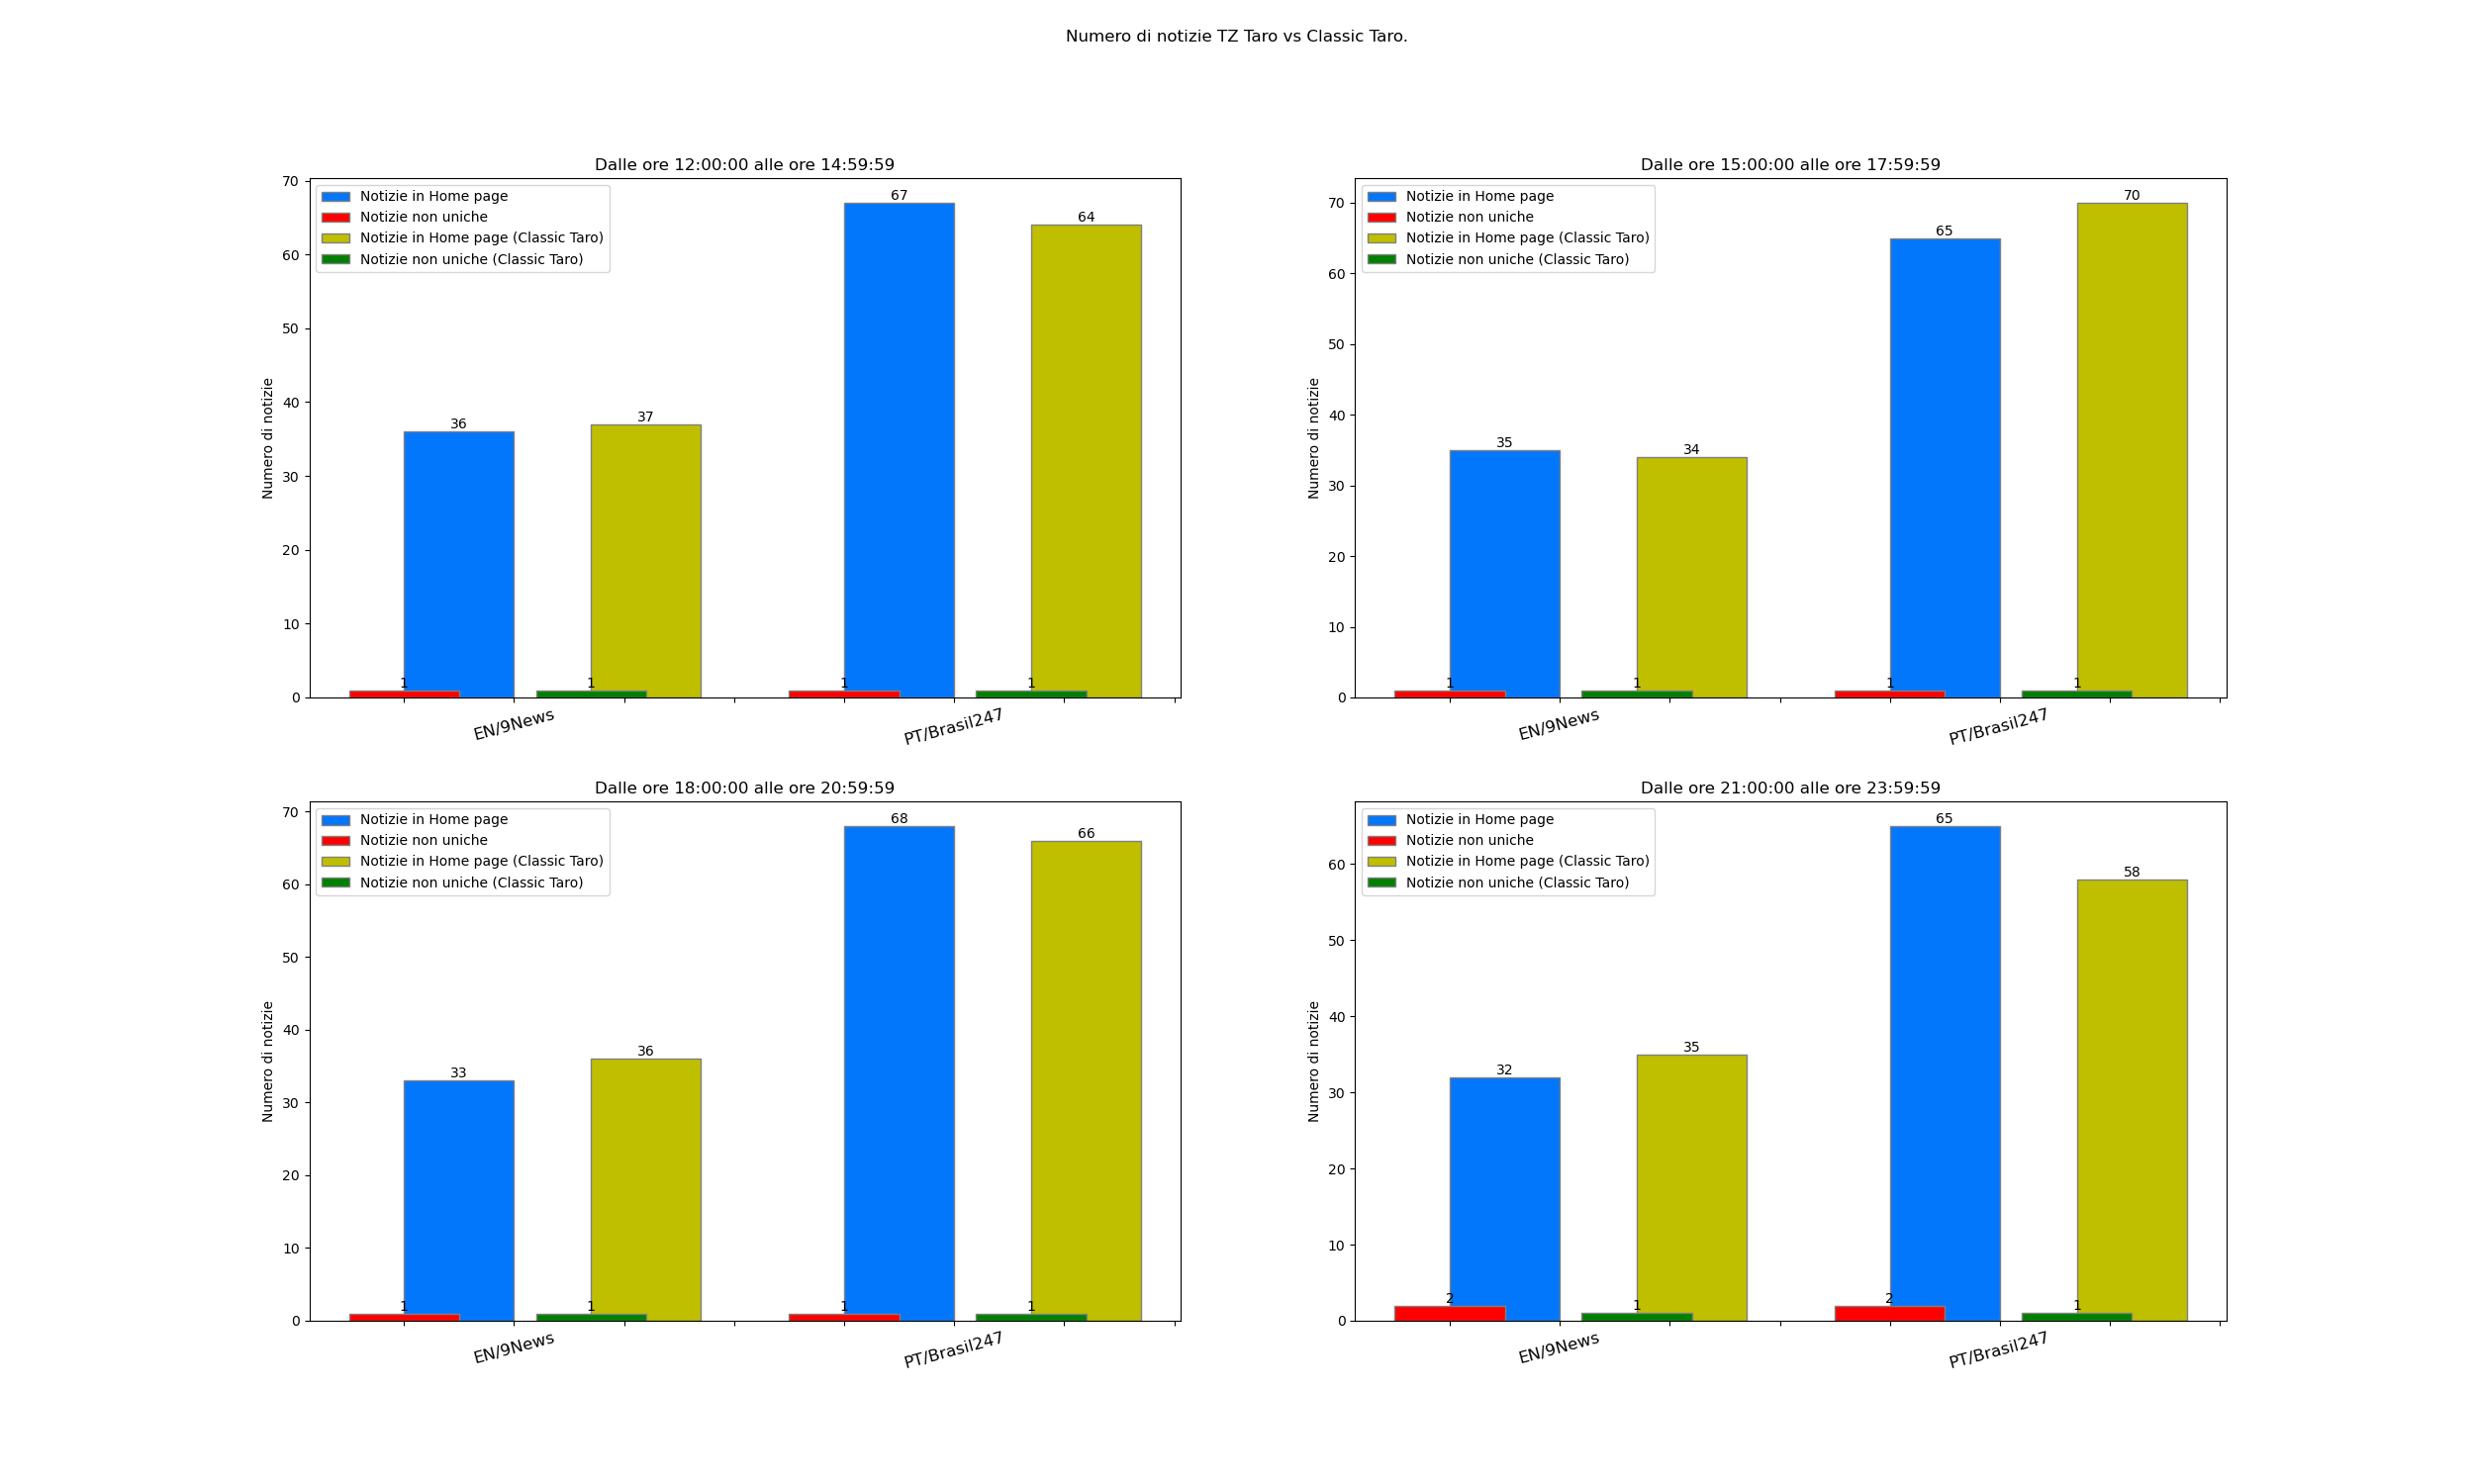 Numero di notizie TZ Taro vs Classic Taro.
Dalle ore 12:00:00 alle ore 14:59:59
Notizie in Home page
Notizie non uniche
Notizie in Home page (Classic Taro)
Notizie non uniche (Classic Taro)
Numero di notizie
70
60
50
40
30
20
10
0
1
36
1
37
1
67
1
64
EN/9News
PT/Brasil247
Dalle ore 15:00:00 alle ore 17:59:59
Notizie in Home page
Notizie non uniche
Notizie in Home page (Classic Taro)
Notizie non uniche (Classic Taro)
Numero di notizie
70
60
50
40
30
20
10
0
1
35
1
34
1
65
1
70
EN/9News
PT/Brasil247
Dalle ore 18:00:00 alle ore 20:59:59
Notizie in Home page
Notizie non uniche
Notizie in Home page (Classic Taro)
Notizie non uniche (Classic Taro)
Numero di notizie
70
60
50
40
30
20
10
0
1
33
1
36
1
68
1
66
EN/9News
PT/Brasil247
Dalle ore 21:00:00 alle ore 23:59:59
Notizie in Home page
Notizie non uniche
Notizie in Home page (Classic Taro)
Notizie non uniche (Classic Taro)
Numero di notizie
60
50
40
30
20
10
0
2
32
1
35
2
65
1
58
EN/9News
PT/Brasil247